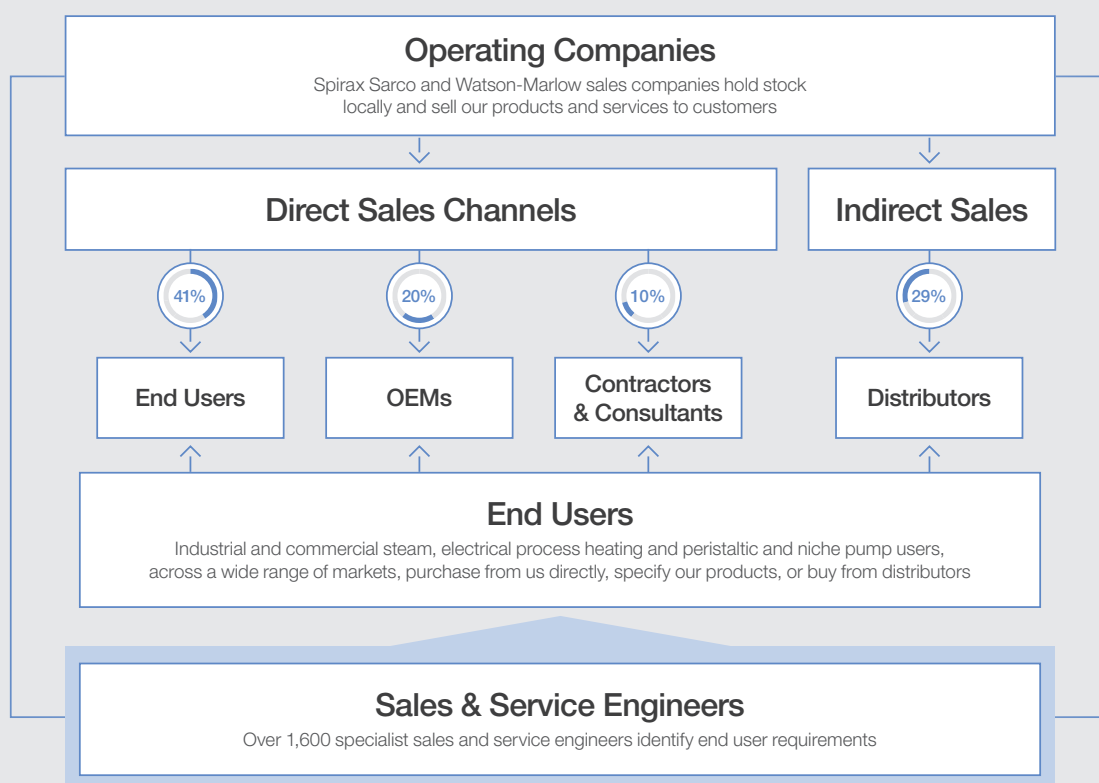 Operating Companies
Spirax Sarco and Watson-Marlow sales companies hold stock
locally and sell our products and services to customers
Direct Sales Channels
Indirect Sales
41%
20%
10%
29%
End Users
OEMs
Contractors
& Consultants
Distributors
End Users
Industrial and commercial steam, electrical process heating and peristaltic and niche pump users,
across a wide range of markets, purchase from us directly, specify our products, or buy from distributors
Sales & Service Engineers
Over 1,600 specialist sales and service engineers identify end user requirements